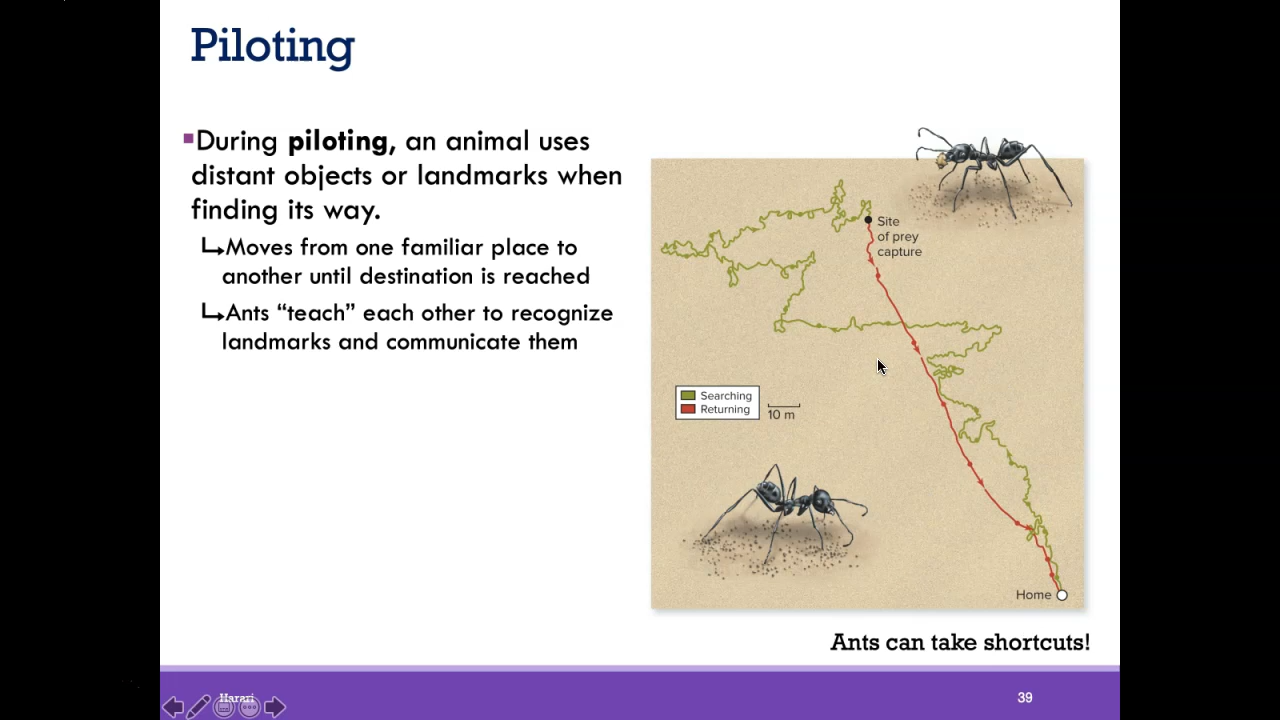 Piloting
During piloting, an animal uses
distant objects or landmarks when
finding its way.
Moves from one familiar place to
another until destination is reached
Ants “teach” each other to recognize
landmarks and communicate them
Site
of prey
capture
Searching
Returning
10 m
Home
Ants can take shortcuts!
Harari
39